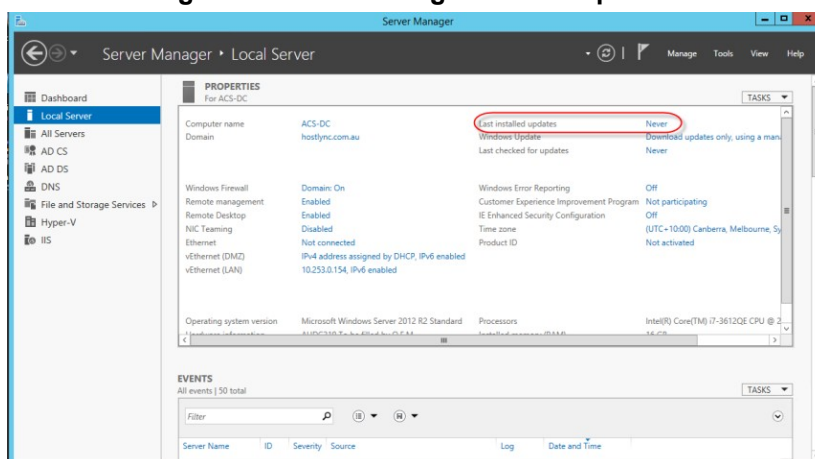 Server Manager
Server Manager • Local Server
Manage Tools View Help
Dashboard
Local Server
All Servers
AD CS
AD DS
DNS
File and Storage Services
Hyper-V
IIS
PROPERTIES
For ACS-DC
TASKS
Computer name ACS-DC Last installed updates Never
Domain hostlync.com.au Windows Update Download updates only, using a
Last checked for updates Never
Windows Firewall Domain: On Windows Error Reporting Off
Remote management Enabled Customer Experience Improvement Program Not participating
Remote Desktop Enabled IE Enhanced Security Configuration Off
NIC Teaming Disabled Time zone (UTC+10:00) Canberra, Melbourne,
Ethernet Not connected Product ID Not activated
vEthernet (DMZ) IPv4 address assigned by DHCP, IPv6 enabled
vEthernet (LAN) 10.253.0.154, IPv6 enabled
Operating system version Microsoft Windows Server 2012 R2 Standard Processors Intel(R) Core(TM) i7-3612QE CPU @
EVENTS
All events | 50 total
TASKS
Filter
Server Name ID Severity Source Log Date and Time